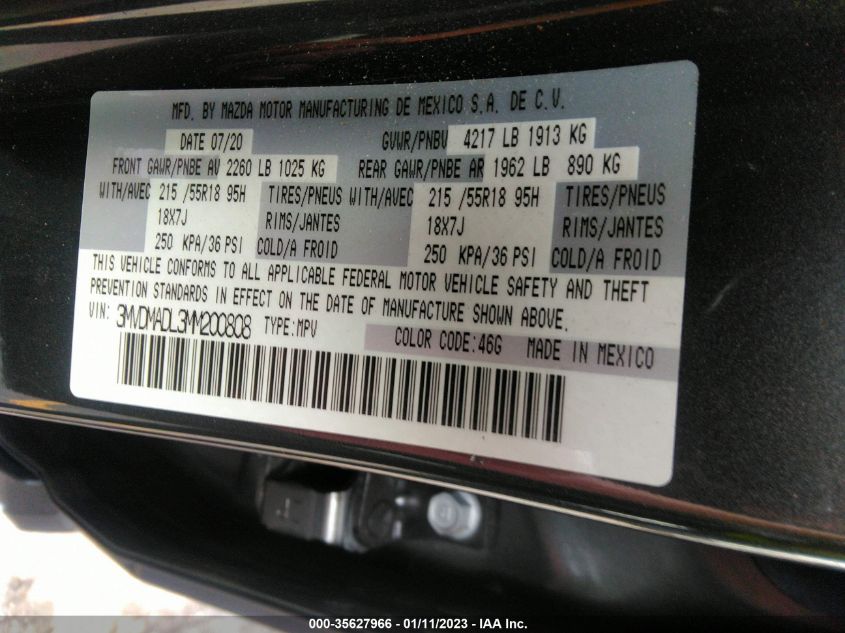 MFD. BY MAZDA MOTOR MANUFACTURING DE MEXICO S.A. DE C.V.
DATE 07/20 GVWR/PNBV 4217 LB 1913 KG
FRONT GAWR/PNBE AV 2260 LB 1025 KG REAR GAWR/PNBE AR 1962 LB 890 KG
WITH/AVEC 215 /55R18 95H TIRES/PNEUS WITH/AVEC 215 /55R18 95H TIRES/PNEUS
18X7J RIMS/JANTES 18X7J RIMS/JANTES
250 KPA/36 PSI COLD/A FROID 250 KPA/36 PSI COLD/A FROID
THIS VEHICLE CONFORMS TO ALL APPLICABLE FEDERAL MOTOR VEHICLE SAFETY AND THEFT
PREVENTION STANDARDS IN EFFECT ON THE DATE OF MANUFACTURE SHOWN ABOVE.
VIN: 3MVDMADL3MM200808 TYPE:MPV COLOR CODE:46G MADE IN MEXICO
000-35627966 - 01/11/2023 - IAA Inc.